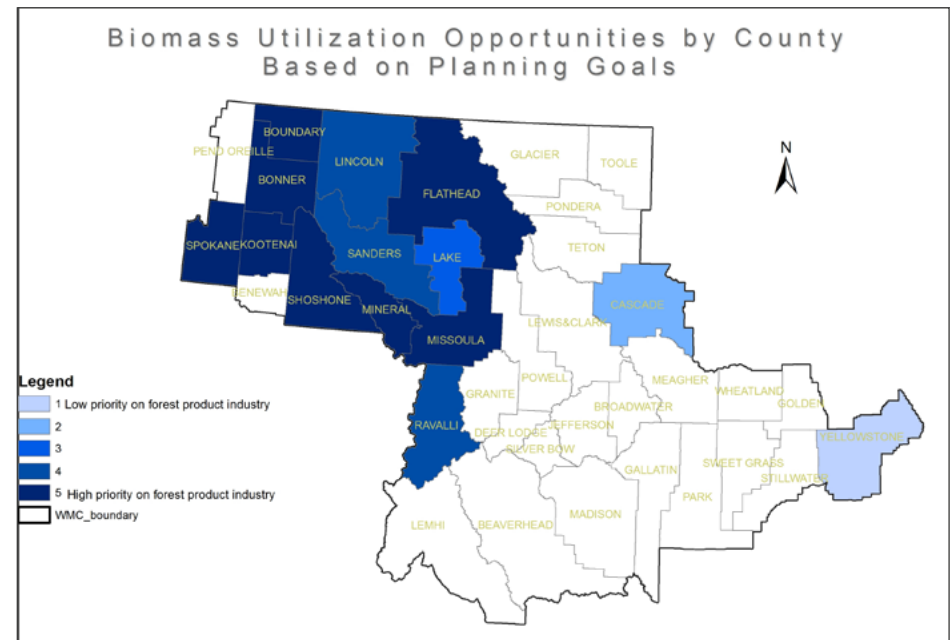 Biomass Utilization Opportunities by County
Based on Planning Goals
N
BOUNDARY
PEND OREILLE
LINCOLN
GLACIER
TOOLE
BONNER
FLATHEAD
PONDERA
SPOKANE
KOOTENAI
SANDERS
LAKE
TETON
BENEWAH
SHOSHONE
MINERAL
CASCADE
LEWIS&CLARK
MISSOULA
Legend
1 Low priority on forest product industry
2
3
4
5 High priority on forest product industry
WMC_boundary
POWELL
MEAGHER
WHEATLAND
GRANITE
BROADWATER
GOLDEN
RAVALLI
DEER LODGE
JEFFERSON
SILVER BOW
YELLOWSTONE
GALLATIN
SWEET GRASS
STILLWATER
PARK
MADISON
LEMHI
BEAVERHEAD